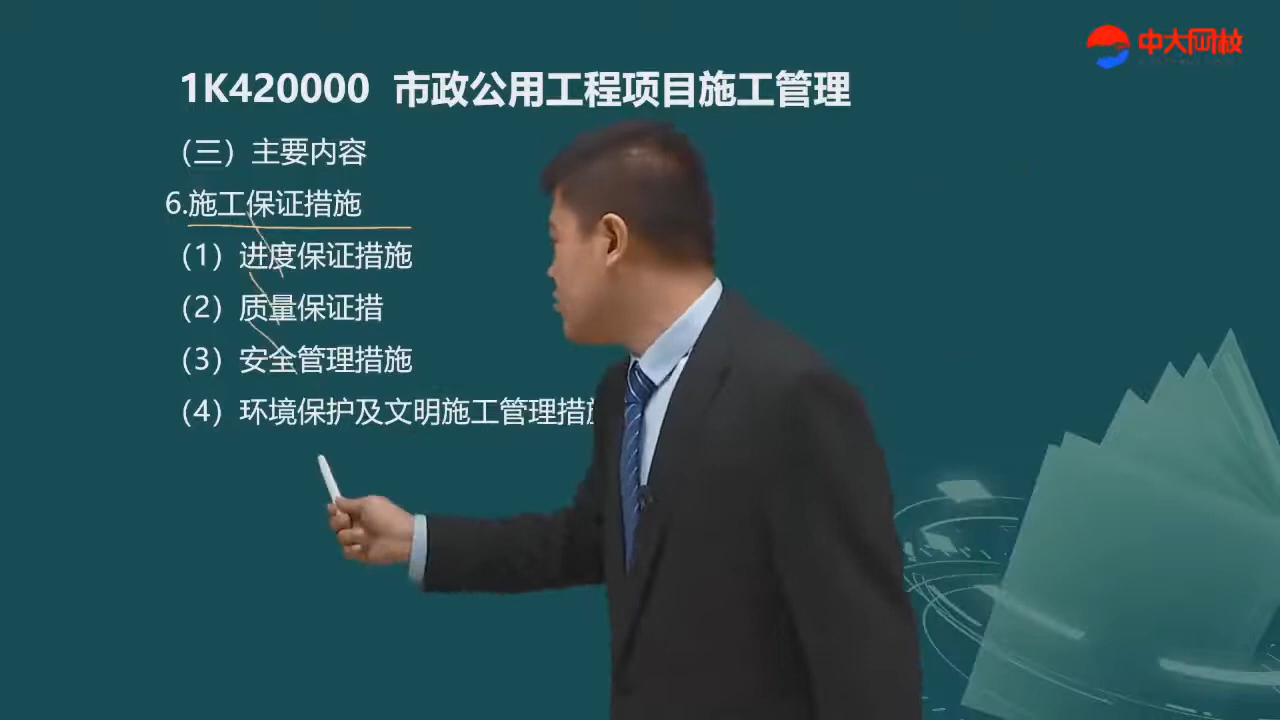 中大网校
1K420000 市政公用工程项目施工管理
（三）主要内容
6.施工保证措施
（1）进度保证措施
（2）质量保证措
（3）安全管理措施
（4）环境保护及文明施工管理措